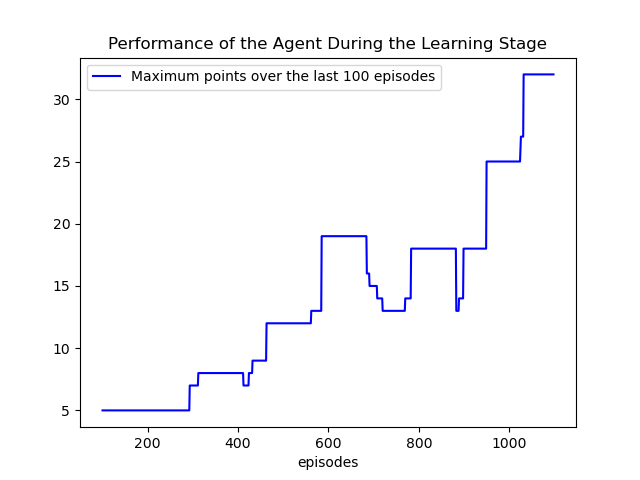 Performance of the Agent During the Learning Stage
Maximum points over the last 100 episodes
30
25
20
15
10
5
200 400 600 800 1000
episodes